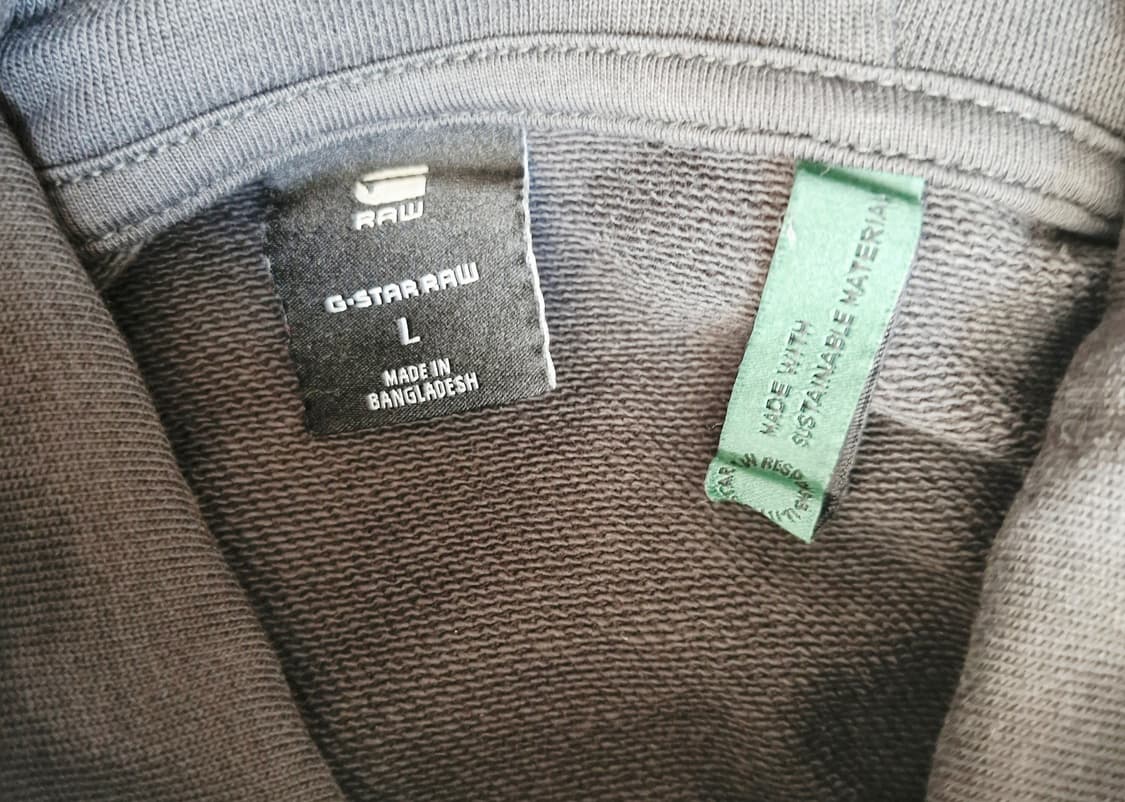 RAW
G-STAR RAW
L
MADE IN
BANGLADESH
MADE WITH
SUSTAINABLE MATERIAL